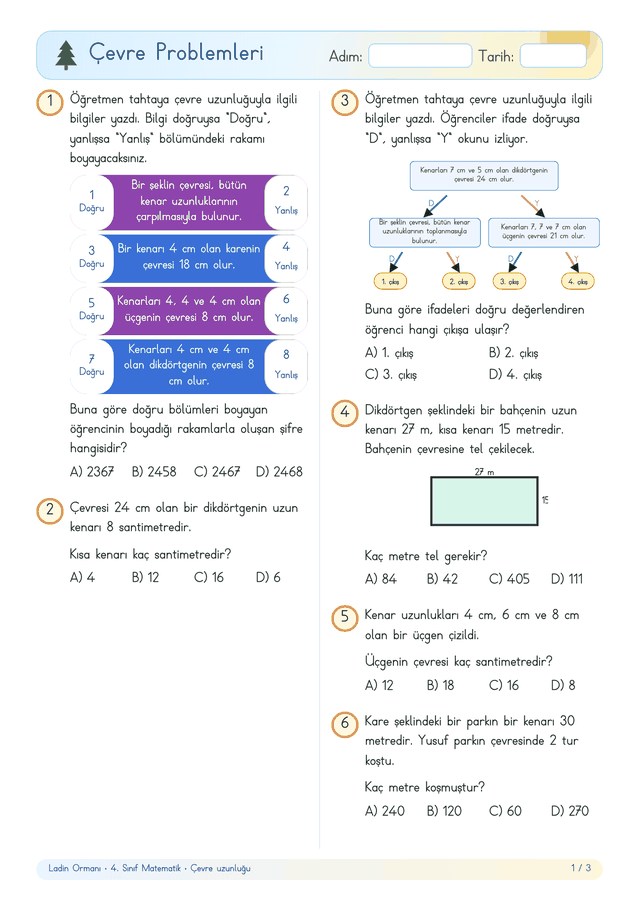 Çevre Problemleri
Adım:
Tarih:
1
Öğretmen tahtaya çevre uzunluğuyla ilgili
bilgiler yazdı. Bilgi doğruysa "Doğru",
yanlışsa "Yanlış" bölümündeki rakamı
boyayacaksınız.
1
Doğru
Bir şeklin çevresi, bütün
kenar uzunluklarının
çarpılmasıyla bulunur.
2
Yanlış
3
Doğru
Bir kenarı 4 cm olan karenin
çevresi 18 cm olur.
4
Yanlış
5
Doğru
Kenarları 4, 4 ve 4 cm olan
üçgenin çevresi 8 cm olur.
6
Yanlış
7
Doğru
Kenarları 4 cm ve 4 cm
olan dikdörtgenin çevresi 8
cm olur.
8
Yanlış
Buna göre doğru bölümleri boyayan
öğrencinin boyadığı rakamlarla oluşan şifre
hangisidir?
A) 2367 B) 2458 C) 2467 D) 2468
2
Çevresi 24 cm olan bir dikdörtgenin uzun
kenarı 8 santimetredir.
Kısa kenarı kaç santimetredir?
A) 4 B) 12 C) 16 D) 6
3
Öğretmen tahtaya çevre uzunluğuyla ilgili
bilgiler yazdı. Öğrenciler ifade doğruysa
"D", yanlışsa "Y" okunu izliyor.
Kenarları 7 cm ve 5 cm olan dikdörtgenin
çevresi 24 cm olur.
D Y
Bir şeklin çevresi, bütün kenar
uzunluklarının toplanmasıyla
bulunur.
Kenarları 7, 7 ve 7 cm olan
üçgenin çevresi 21 cm olur.
D Y D Y
1. çıkış 2. çıkış 3. çıkış 4. çıkış
Buna göre ifadeleri doğru değerlendiren
öğrenci hangi çıkışa ulaşır?
A) 1. çıkış B) 2. çıkış
C) 3. çıkış D) 4. çıkış
4
Dikdörtgen şeklindeki bir bahçenin uzun
kenarı 27 m, kısa kenarı 15 metredir.
Bahçenin çevresine tel çekilecek.
27 m
15
Kaç metre tel gerekir?
A) 84 B) 42 C) 405 D) 111
5
Kenar uzunlukları 4 cm, 6 cm ve 8 cm
olan bir üçgen çizildi.
Üçgenin çevresi kaç santimetredir?
A) 12 B) 18 C) 16 D) 8
6
Kare şeklindeki bir parkın bir kenarı 30
metredir. Yusuf parkın çevresinde 2 tur
koştu.
Kaç metre koşmuştur?
A) 240 B) 120 C) 60 D) 270
Ladin Ormanı • 4. Sınıf Matematik • Çevre uzunluğu
1 / 3